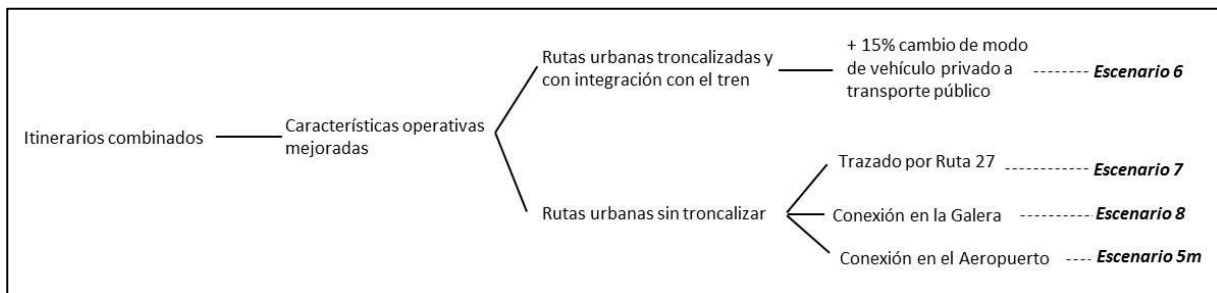 Rutas urbanas troncalizadas y
con integración con el tren
+ 15% cambio de modo
de vehículo privado a
transporte público
Escenario 6
Itinerarios combinados
Características operativas
mejoradas
Trazado por Ruta 27
Escenario 7
Rutas urbanas sin troncalizar
Conexión en la Galera
Escenario 8
Conexión en el Aeropuerto
Escenario 5m